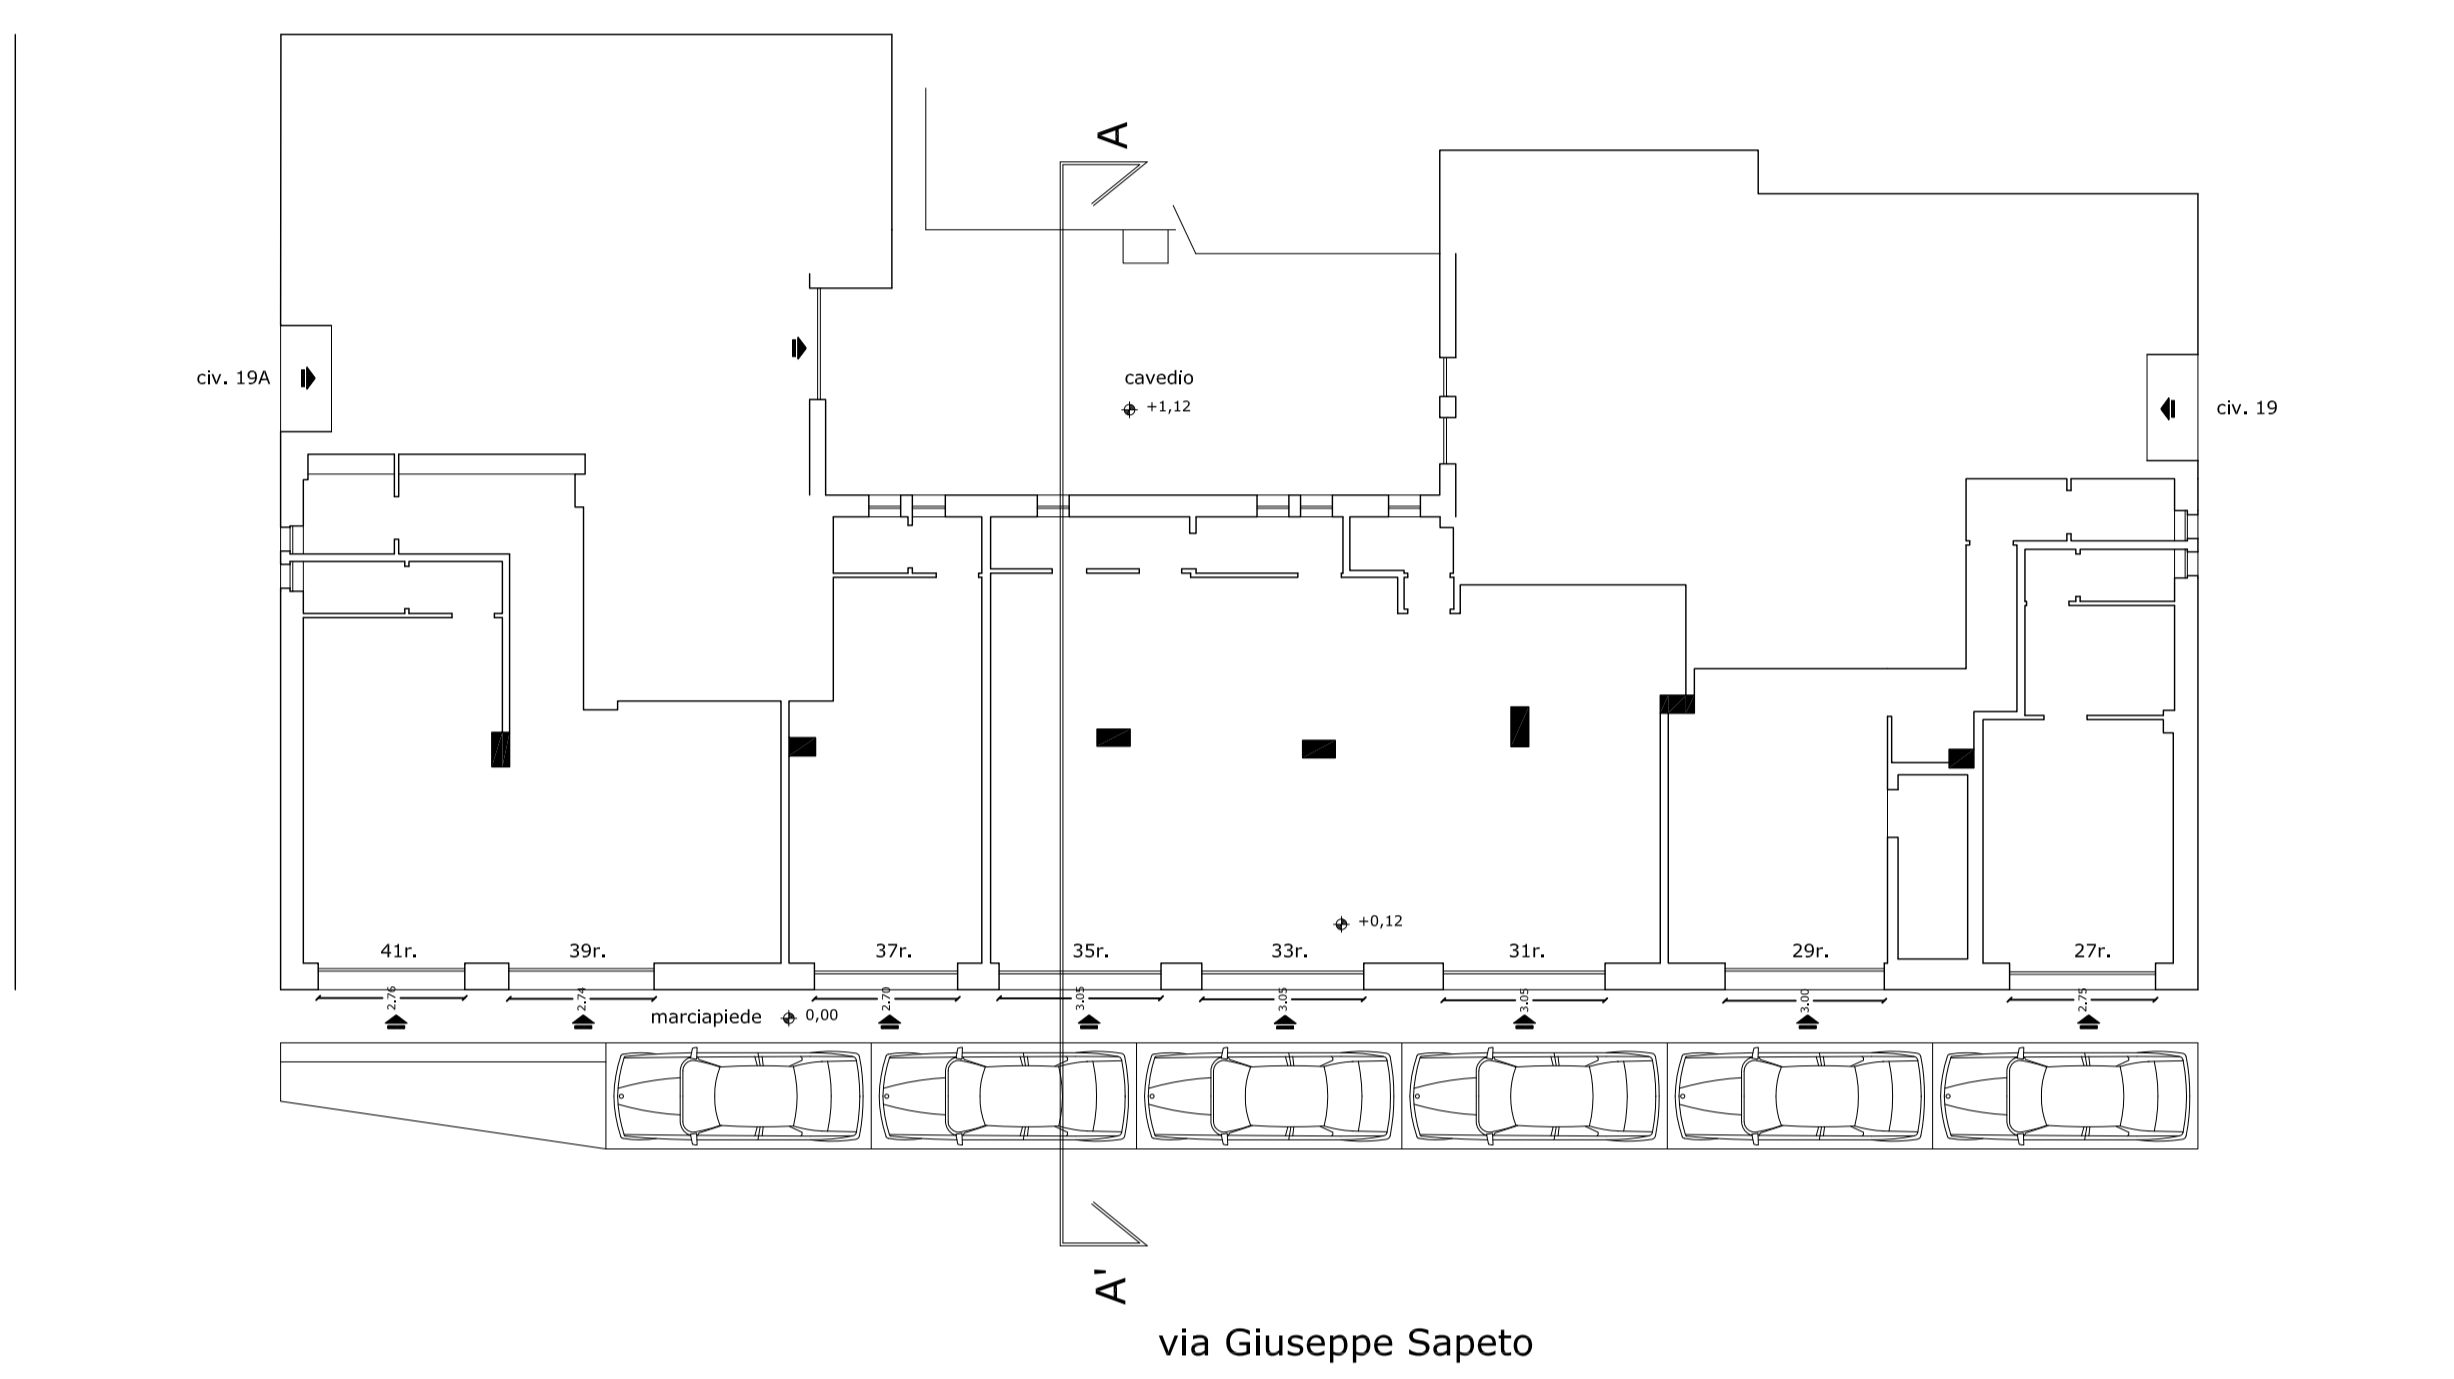 A
civ. 19A
cavedio
+1,12
civ. 19
+0,12
41r.
39r.
37r.
35r.
33r.
31r.
29r.
27r.
2.76
2.74
2.70
3.05
3.05
3.05
3.00
2.75
marciapiede
0,00
A'
via Giuseppe Sapeto